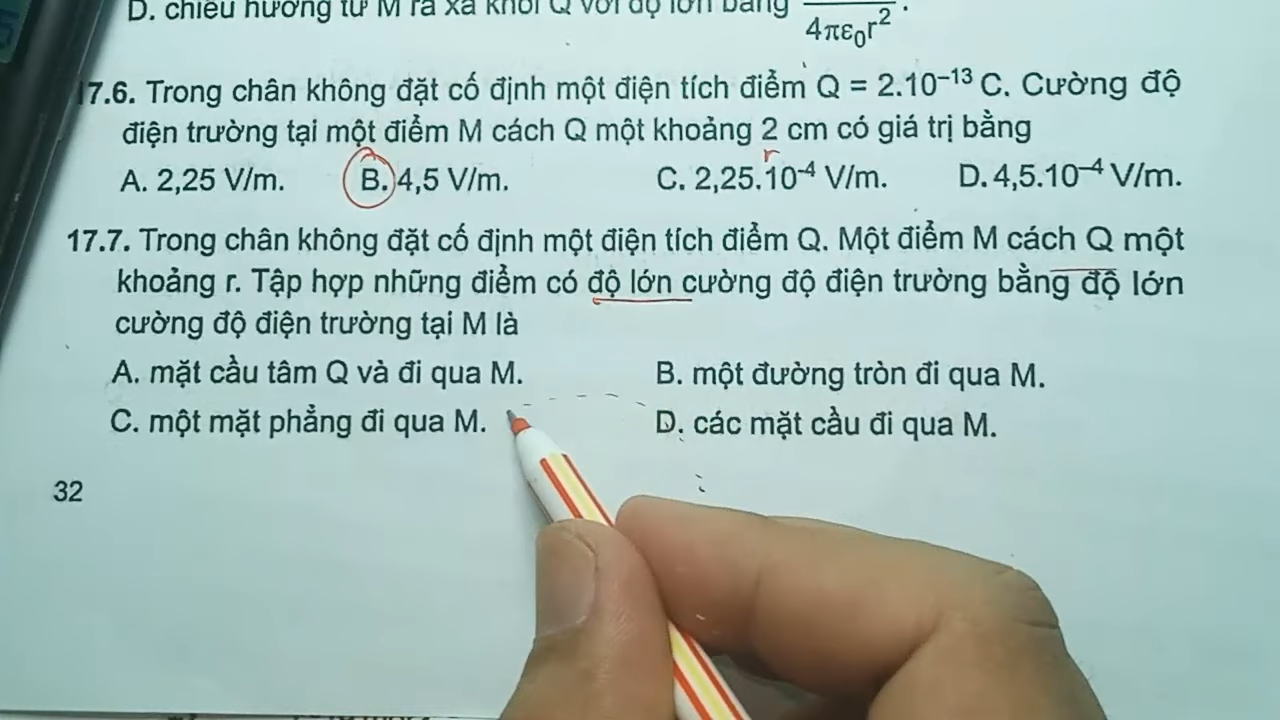 D. chiều hướng từ M ra xa khỏi Q với độ lớn bằng 4πε₀r².
17.6. Trong chân không đặt cố định một điện tích điểm Q = 2.10⁻¹³ C. Cường độ
điện trường tại một điểm M cách Q một khoảng 2 cm có giá trị bằng
r
A. 2,25 V/m. B. 4,5 V/m. C. 2,25.10⁻⁴ V/m. D. 4,5.10⁻⁴ V/m.
17.7. Trong chân không đặt cố định một điện tích điểm Q. Một điểm M cách Q một
khoảng r. Tập hợp những điểm có độ lớn cường độ điện trường bằng độ lớn
cường độ điện trường tại M là
A. mặt cầu tâm Q và đi qua M. B. một đường tròn đi qua M.
C. một mặt phẳng đi qua M. D. các mặt cầu đi qua M.
32